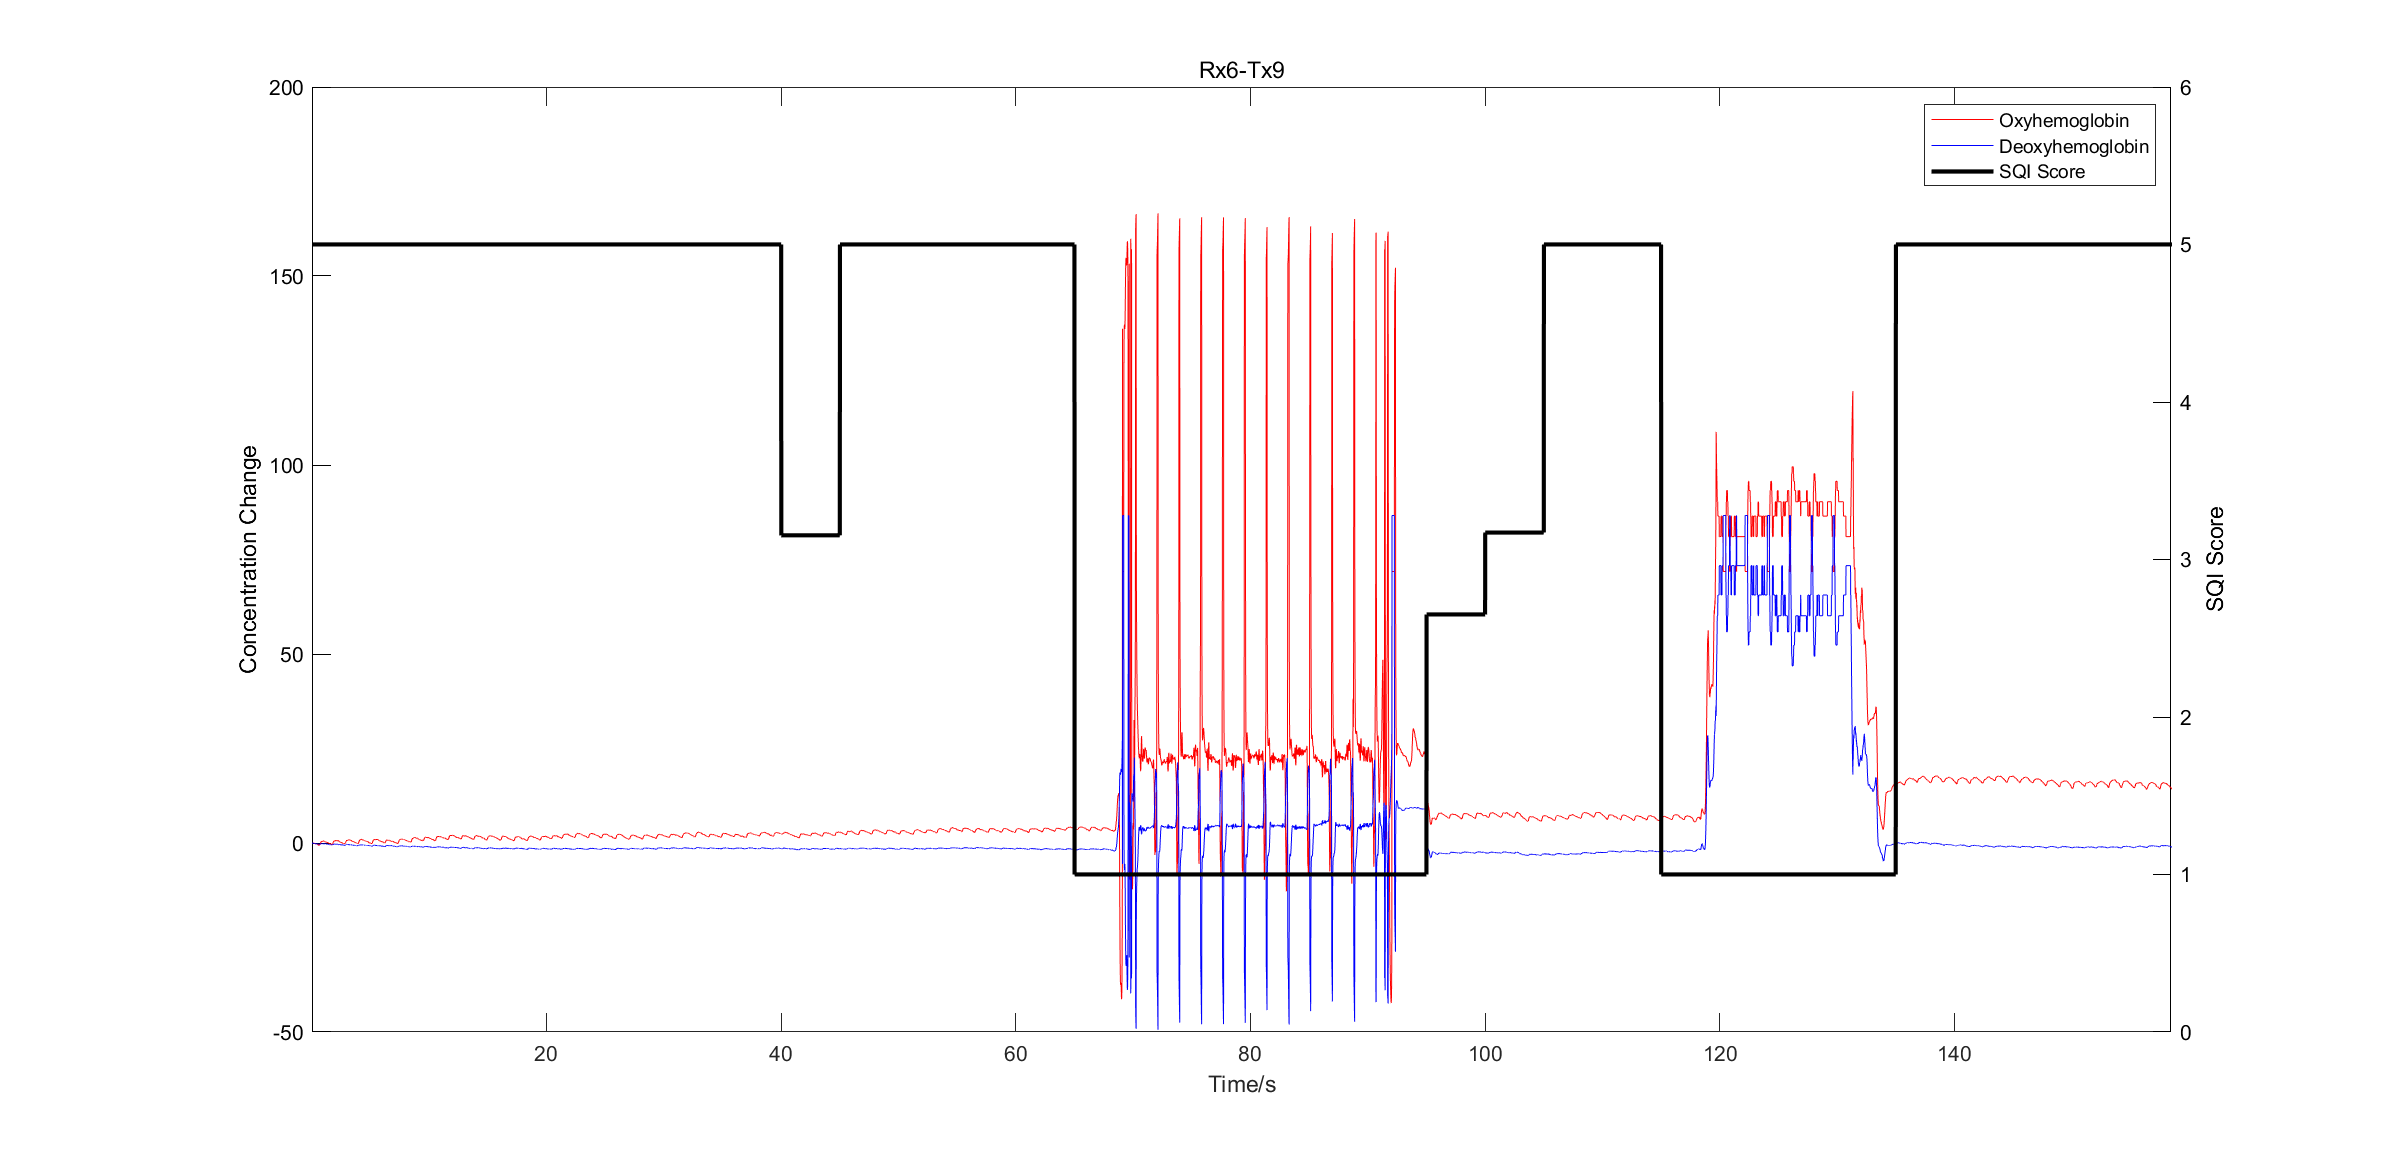 Rx6-Tx9
200
150
100
50
0
-50
Concentration Change
6
5
4
3
2
1
0
SQI Score
Oxyhemoglobin
Deoxyhemoglobin
SQI Score
20 40 60 80 100 120 140
Time/s